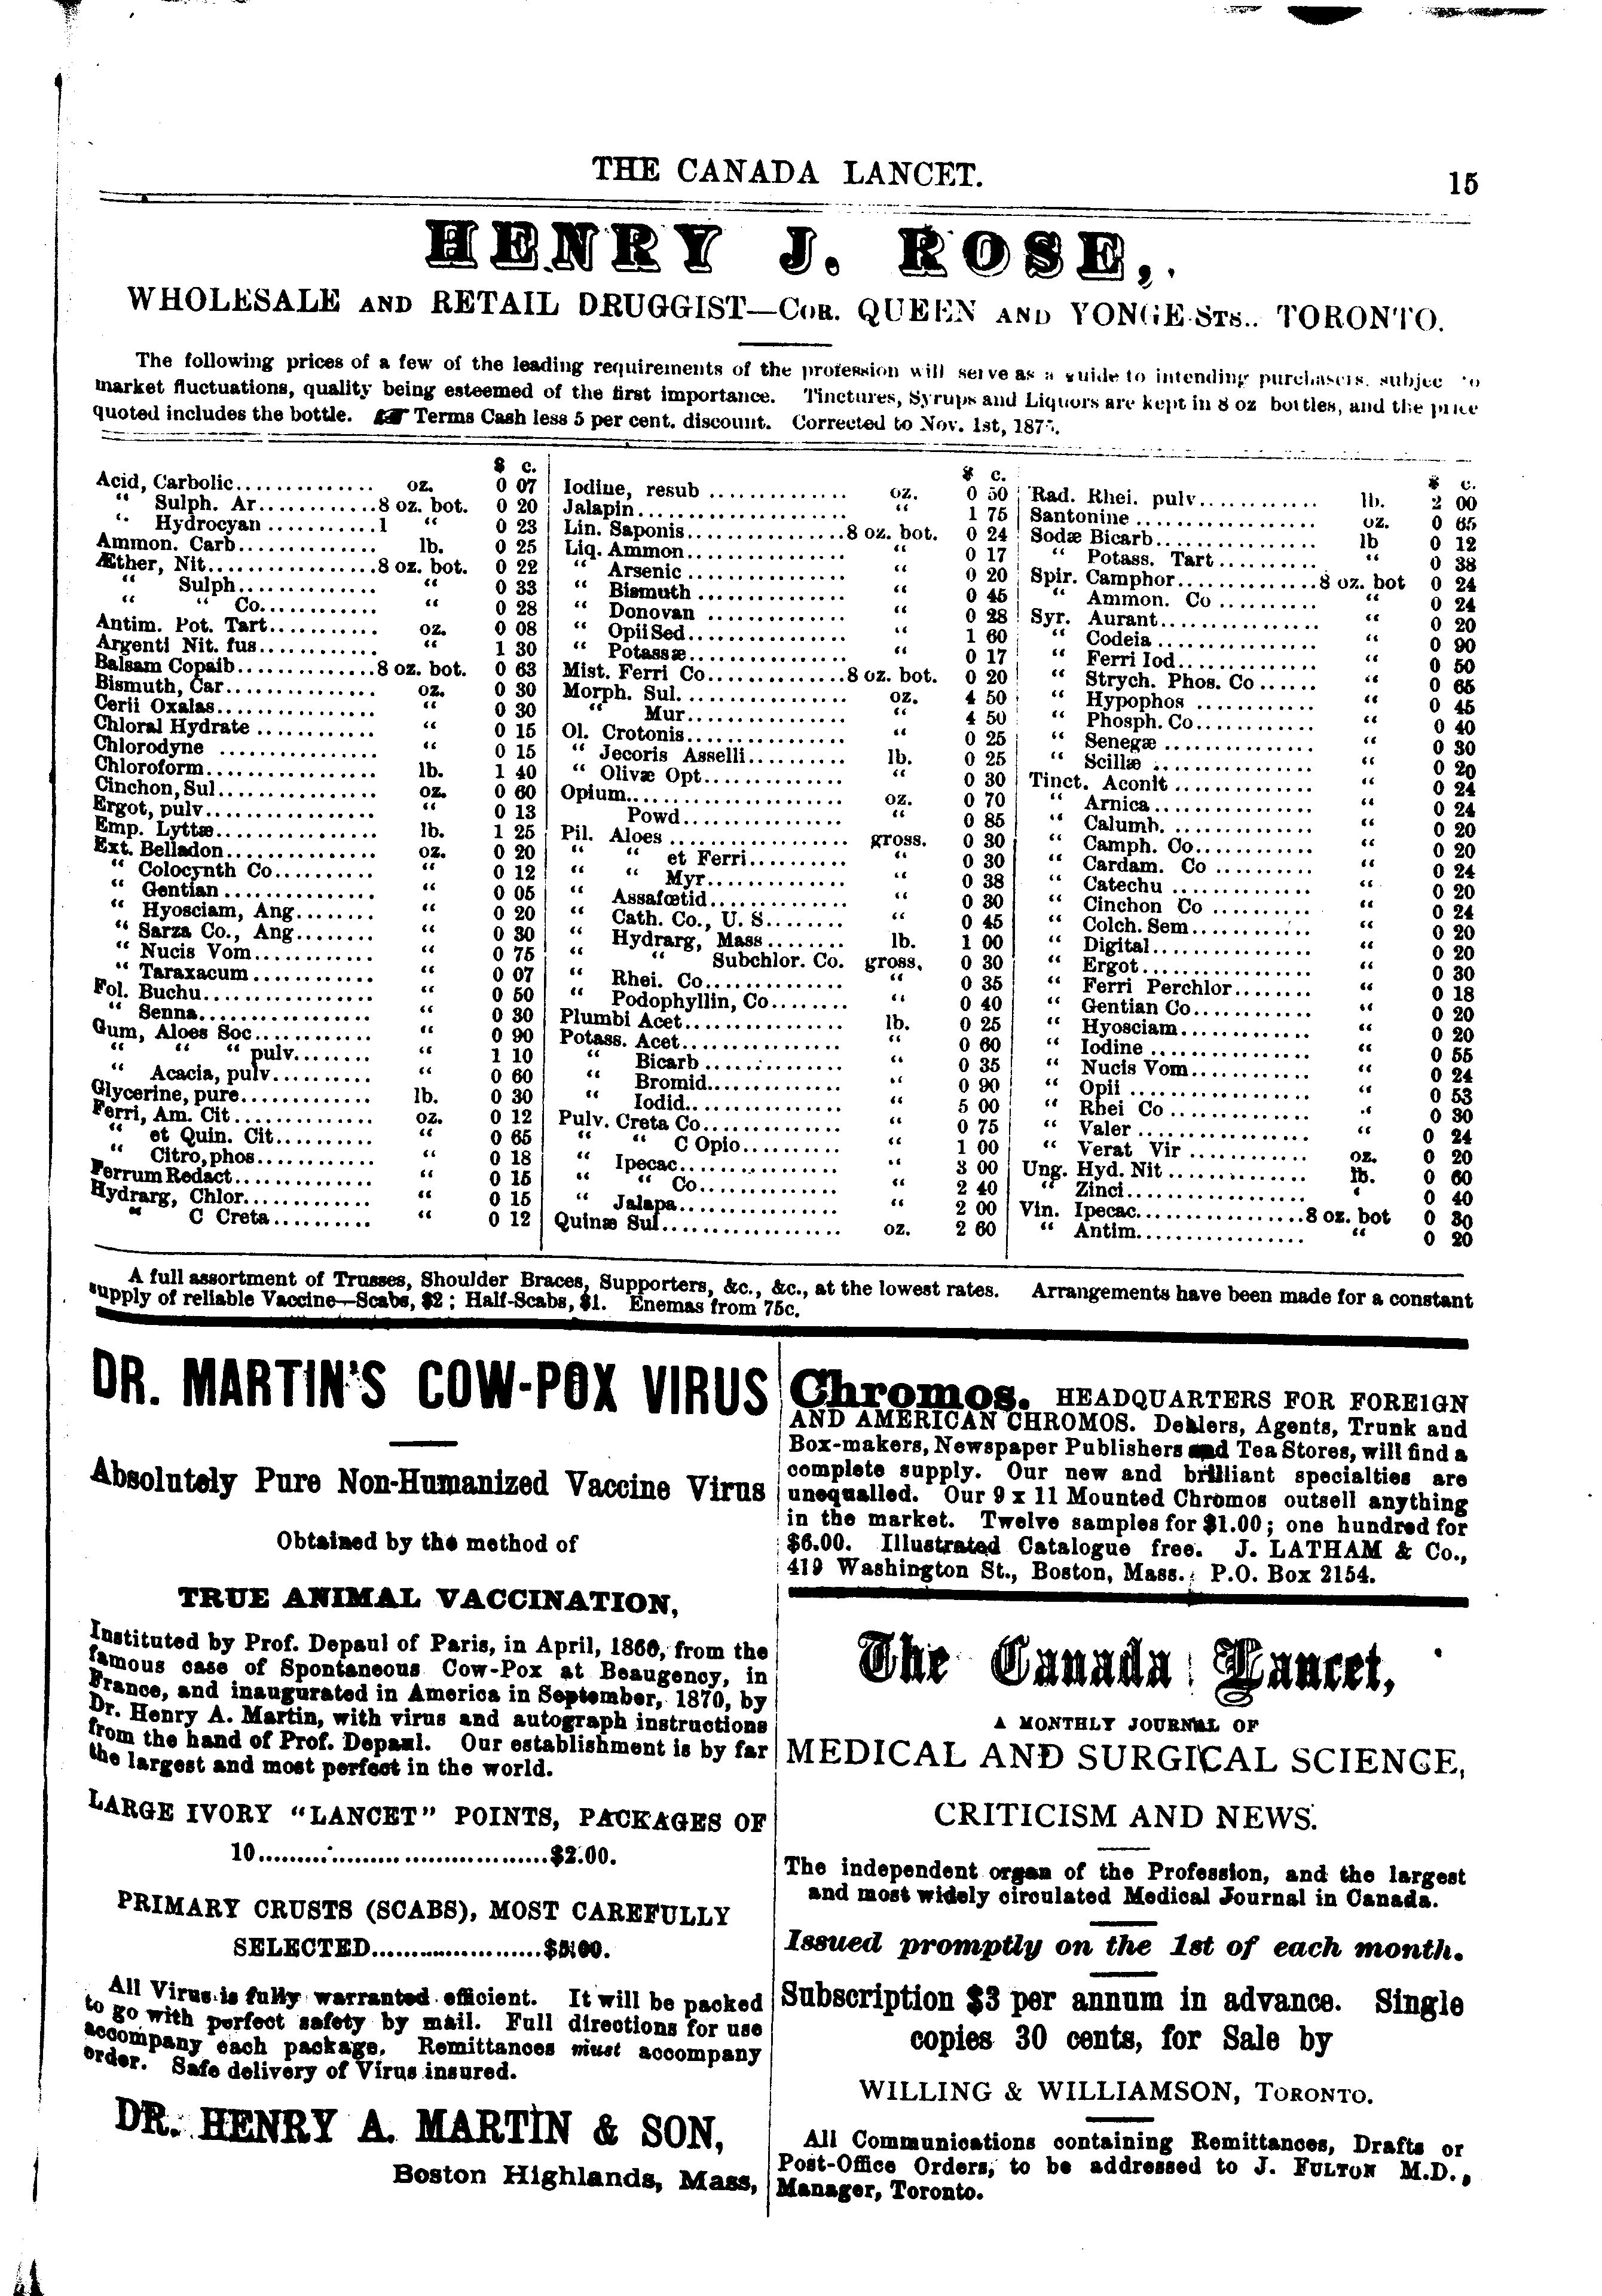 THE CANADA LANCET. 15
HENRY J. ROSE,
WHOLESALE AND RETAIL DRUGGIST—COR. QUEEN AND YONGE STS.. TORONTO.
The following prices of a few of the leading requirements of the profession will serve as a guide to intending purchasers. subjec to
market fluctuations, quality being esteemed of the first importance. Tinctures, Syrups and Liquors are kept in 8 oz bottles, and the price
quoted includes the bottle. ☛ Terms Cash less 5 per cent. discount. Corrected to Nov. 1st,
$ c.
Acid, Carbolic.............. oz. 0 07
“ Sulph. Ar............8 oz. bot. 0 20
“ Hydrocyan ...........1 “ 0 23
Ammon. Carb.............. lb. 0 25
Æther, Nit.................8 oz. bot. 0 22
“ Sulph.............. “ 0 33
“ “ Co............ “ 0 28
Antim. Pot. Tart........... oz. 0 08
Argenti Nit. fus............ “ 1 30
Balsam Copaib..............8 oz. bot. 0 63
Bismuth, Car............... oz. 0 30
Cerii Oxalas................ “ 0 30
Chloral Hydrate ............ “ 0 15
Chlorodyne ................ “ 0 15
Chloroform................. lb. 1 40
Cinchon, Sul................ oz. 0 60
Ergot, pulv................. “ 0 13
Emp. Lyttæ................ lb. 1 25
Ext. Belladon............... oz. 0 20
“ Colocynth Co.......... “ 0 12
“ Gentian ............... “ 0 05
“ Hyosciam, Ang........ “ 0 20
“ Sarza Co., Ang........ “ 0 30
“ Nucis Vom............ “ 0 75
“ Taraxacum ............ “ 0 07
Fol. Buchu................. “ 0 50
“ Senna................. “ 0 30
Gum, Aloes Soc............ “ 0 90
“ “ “ pulv........ “ 1 10
“ Acacia, pulv.......... “ 0 60
Glycerine, pure............. lb. 0 30
Ferri, Am. Cit.............. oz. 0 12
“ et Quin. Cit.......... “ 0 65
“ Citro, phos............ “ 0 18
Ferrum Redact.............. “ 0 15
Hydrarg, Chlor............. “ 0 15
“ C Creta .......... “ 0 12
$ c.
Iodine, resub .............. oz. 0 50
Jalapin..................... “ 1 75
Lin. Saponis................8 oz. bot. 0 24
Liq. Ammon................ “ 0 17
“ Arsenic ................ “ 0 20
“ Bismuth ............... “ 0 45
“ Donovan .............. “ 0 28
“ Opii Sed............... “ 1 60
“ Potassæ............... “ 0 17
Mist. Ferri Co..............8 oz. bot. 0 20
Morph. Sul................. oz. 4 50
“ Mur................ “ 4 50
Ol. Crotonis................ “ 0 25
“ Jecoris Asselli.......... lb. 0 25
“ Olivæ Opt.............. “ 0 30
Opium...................... oz. 0 70
Powd................ “ 0 85
Pil. Aloes .................. gross. 0 30
“ “ et Ferri.......... “ 0 30
“ “ Myr.............. “ 0 38
“ Assafœtid.............. “ 0 30
“ Cath. Co., U. S........ “ 0 45
“ Hydrarg, Mass ........ lb. 1 00
“ “ Subchlor. Co. gross, 0 30
“ Rhei. Co.............. “ 0 35
“ Podophyllin, Co........ “ 0 40
Plumbi Acet................ lb. 0 25
Potass. Acet................ “ 0 60
“ Bicarb .............. “ 0 35
“ Bromid.............. “ 0 90
“ Iodid................ “ 5 00
Pulv. Creta Co.............. “ 0 75
“ “ C Opio.......... “ 1 00
“ Ipecac................ “ 3 00
“ “ Co.............. “ 2 40
“ Jalapa................ “ 2 00
Quinæ Sul.................. oz. 2 60
$ c.
Rad. Rhei. pulv............ lb. 2 00
Santonine .................. oz. 0 65
Sodæ Bicarb................ lb 0 12
“ Potass. Tart.......... “ 0 38
Spir. Camphor..............8 oz. bot 0 24
“ Ammon. Co .......... “ 0 24
Syr. Aurant................. “ 0 20
“ Codeia ................ “ 0 90
“ Ferri Iod.............. “ 0 50
“ Strych. Phos. Co ...... “ 0 65
“ Hypophos ............ “ 0 45
“ Phosph. Co............ “ 0 40
“ Senegæ ................ “ 0 30
“ Scillæ ................. “ 0 20
Tinct. Aconit .............. “ 0 24
“ Arnica ................ “ 0 24
“ Calumb. .............. “ 0 20
“ Camph. Co............ “ 0 20
“ Cardam. Co .......... “ 0 24
“ Catechu .............. “ 0 20
“ Cinchon Co .......... “ 0 24
“ Colch. Sem............ “ 0 20
“ Digital................ “ 0 20
“ Ergot.................. “ 0 30
“ Ferri Perchlor........ “ 0 18
“ Gentian Co............ “ 0 20
“ Hyosciam.............. “ 0 20
“ Iodine ................ “ 0 55
“ Nucis Vom............ “ 0 24
“ Opii .................. “ 0 53
“ Rhei Co .............. “ 0 30
“ Valer .................. “ 0 24
“ Verat Vir ............ oz. 0 20
Ung. Hyd. Nit .............. lb. 0 60
“ Zinci.................. “ 0 40
Vin. Ipecac.................8 oz. bot 0 30
“ Antim................. “ 0 20
A full assortment of Trusses, Shoulder Braces, Supporters, &c., &c., at the lowest rates. Arrangements have been made for a constant
supply of reliable Vaccine—Scabs, $2 ; Half-Scabs, $1. Enemas from 75c.
DR. MARTIN'S COW-POX VIRUS
Absolutely Pure Non-Humanized Vaccine Virus
Obtained by the method of
TRUE ANIMAL VACCINATION,
Instituted by Prof. Depaul of Paris, in April, 1866, from the
famous case of Spontaneous Cow-Pox at Beaugency, in
France, and inaugurated in America in September, 1870, by
Dr. Henry A. Martin, with virus and autograph instructions
from the hand of Prof. Depaul. Our establishment is by far
the largest and most perfect in the world.
LARGE IVORY “LANCET” POINTS, PACKAGES OF
10....................................$2.00.
PRIMARY CRUSTS (SCABS), MOST CAREFULLY
SELECTED......................$5.00.
All Virus is fully warranted efficient. It will be packed
to go with perfect safety by mail. Full directions for use
accompany each package. Remittances must accompany
order. Safe delivery of Virus insured.
DR. HENRY A. MARTIN & SON,
Boston Highlands, Mass,
Chromos. HEADQUARTERS FOR FOREIGN
AND AMERICAN CHROMOS. Dealers, Agents, Trunk and
Box-makers, Newspaper Publishers and Tea Stores, will find a
complete supply. Our new and brilliant specialties are
unequalled. Our 9 x 11 Mounted Chromos outsell anything
in the market. Twelve samples for $1.00 ; one hundred for
$6.00. Illustrated Catalogue free. J. LATHAM & Co.,
419 Washington St., Boston, Mass. P.O. Box 2154.
The Canada Lancet,
A MONTHLY JOURNAL OF
MEDICAL AND SURGICAL SCIENCE,
CRITICISM AND NEWS.
The independent organ of the Profession, and the largest
and most widely circulated Medical Journal in Canada.
Issued promptly on the 1st of each month.
Subscription $3 per annum in advance. Single
copies 30 cents, for Sale by
WILLING & WILLIAMSON, TORONTO.
All Communications containing Remittances, Drafts or
Post-Office Orders, to be addressed to J. FULTON M.D.,
Manager, Toronto.